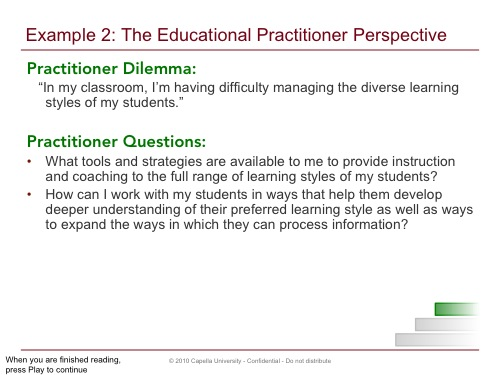 Example 2: The Educational Practitioner Perspective
Practitioner Dilemma:
“In my classroom, I’m having difficulty managing the diverse learning
styles of my students.”
Practitioner Questions:
• What tools and strategies are available to me to provide instruction
and coaching to the full range of learning styles of my students?
• How can I work with my students in ways that help them develop
deeper understanding of their preferred learning style as well as ways
to expand the ways in which they can process information?
When you are finished reading,
press Play to continue
© 2010 Capella University - Confidential - Do not distribute